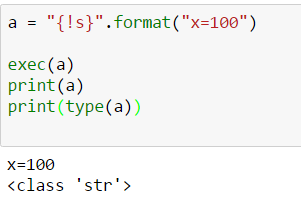 a = "{!s}".format("x=100")
exec(a)
print(a)
print(type(a))
x=100
<class 'str'>